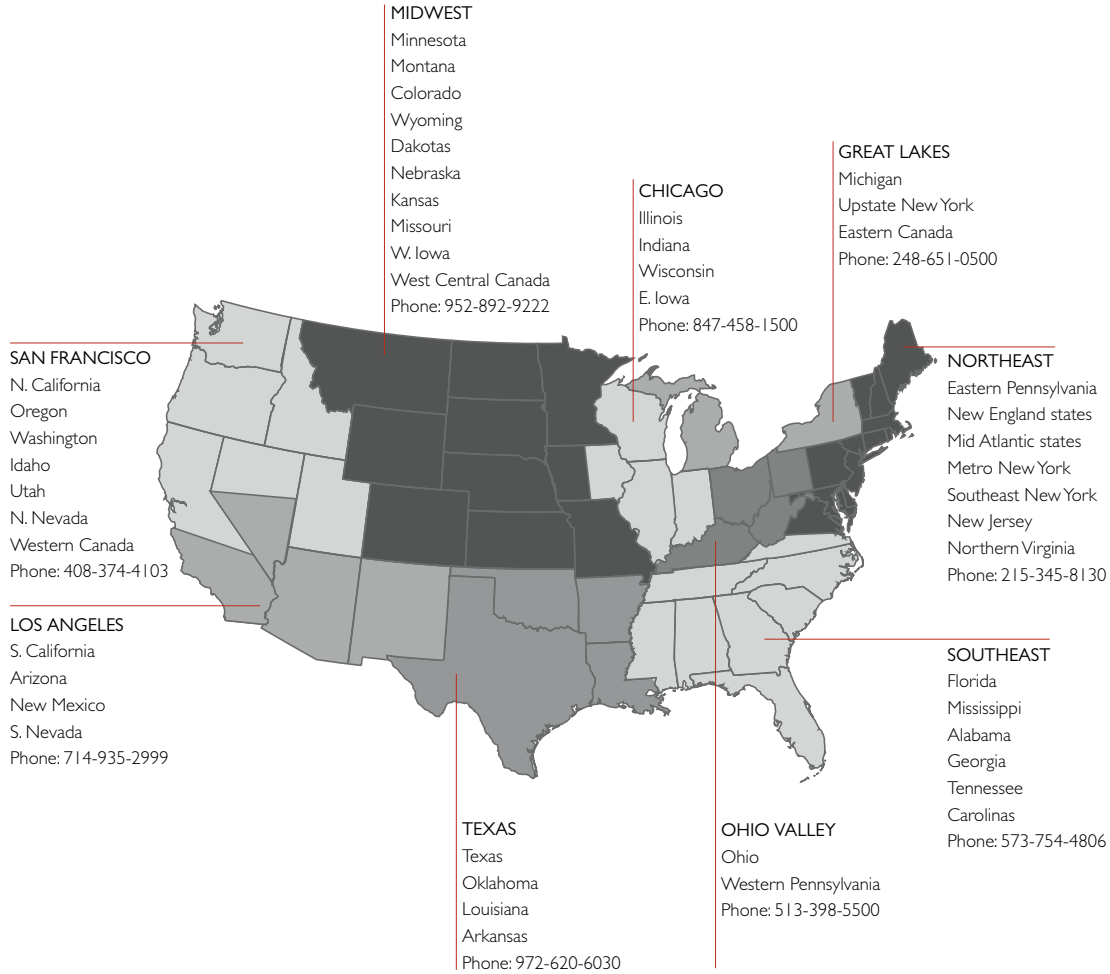 MIDWEST
Minnesota
Montana
Colorado
Wyoming
Dakotas
Nebraska
Kansas
Missouri
W. Iowa
West Central Canada
Phone: 952-892-9222
CHICAGO
Illinois
Indiana
Wisconsin
E. Iowa
Phone: 847-458-1500
GREAT LAKES
Michigan
Upstate New York
Eastern Canada
Phone: 248-651-0500
SAN FRANCISCO
N. California
Oregon
Washington
Idaho
Utah
N. Nevada
Western Canada
Phone: 408-374-4103
NORTHEAST
Eastern Pennsylvania
New England states
Mid Atlantic states
Metro New York
Southeast New York
New Jersey
Northern Virginia
Phone: 215-345-8130
LOS ANGELES
S. California
Arizona
New Mexico
S. Nevada
Phone: 714-935-2999
SOUTHEAST
Florida
Mississippi
Alabama
Georgia
Tennessee
Carolinas
Phone: 573-754-4806
TEXAS
Texas
Oklahoma
Louisiana
Arkansas
Phone: 972-620-6030
OHIO VALLEY
Ohio
Western Pennsylvania
Phone: 513-398-5500